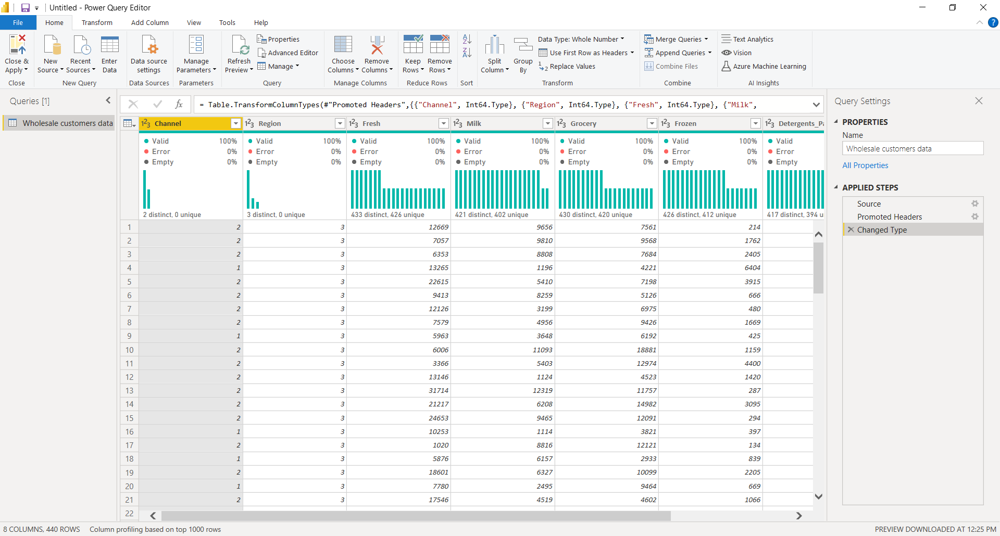 Untitled - Power Query Editor
File Home Transform Add Column View Tools Help
Close & Apply
Close
New Source
Recent Sources
Enter Data
New Query
Data source settings
Data Sources
Manage Parameters
Parameters
Refresh Preview
Properties
Advanced Editor
Manage
Query
Choose Columns
Remove Columns
Manage Columns
Keep Rows
Remove Rows
Reduce Rows
Sort
Split Column
Group By
Data Type: Whole Number
Use First Row as Headers
Replace Values
Transform
Merge Queries
Append Queries
Combine Files
Combine
Text Analytics
Vision
Azure Machine Learning
AI Insights
Queries [1]
Wholesale customers data
fx
= Table.TransformColumnTypes(#"Promoted Headers",{{"Channel", Int64.Type}, {"Region", Int64.Type}, {"Fresh", Int64.Type}, {"Milk",
Channel Region Fresh Milk Grocery Frozen Detergents_Pa
Valid 100% Valid 100% Valid 100% Valid 100% Valid 100% Valid 100% Valid
Error 0% Error 0% Error 0% Error 0% Error 0% Error 0% Error
Empty 0% Empty 0% Empty 0% Empty 0% Empty 0% Empty 0% Empty
2 distinct, 0 unique 3 distinct, 0 unique 433 distinct, 426 unique 421 distinct, 402 unique 430 distinct, 420 unique 426 distinct, 412 unique 417 distinct, 394 u
1 2 3 12669 9656 7561 214
2 2 3 7057 9810 9568 1762
3 2 3 6353 8808 7684 2405
4 1 3 13265 1196 4221 6404
5 2 3 22615 5410 7198 3915
6 2 3 9413 8259 5126 666
7 2 3 12126 3199 6975 480
8 2 3 7579 4956 9426 1669
9 1 3 5963 3648 6192 425
10 2 3 6006 11093 18881 1159
11 2 3 3366 5403 12974 4400
12 2 3 13146 1124 4523 1420
13 2 3 31714 12319 11757 287
14 2 3 21217 6208 14982 3095
15 2 3 24653 9465 12091 294
16 1 3 10253 1114 3821 397
17 2 3 1020 8816 12121 134
18 1 3 5876 6157 2933 839
19 2 3 18601 6327 10099 2205
20 1 3 7780 2495 9464 669
21 2 3 17546 4519 4602 1066
22
Query Settings
PROPERTIES
Name
Wholesale customers data
All Properties
APPLIED STEPS
Source
Promoted Headers
Changed Type
8 COLUMNS, 440 ROWS Column profiling based on top 1000 rows
PREVIEW DOWNLOADED AT 12:25 PM